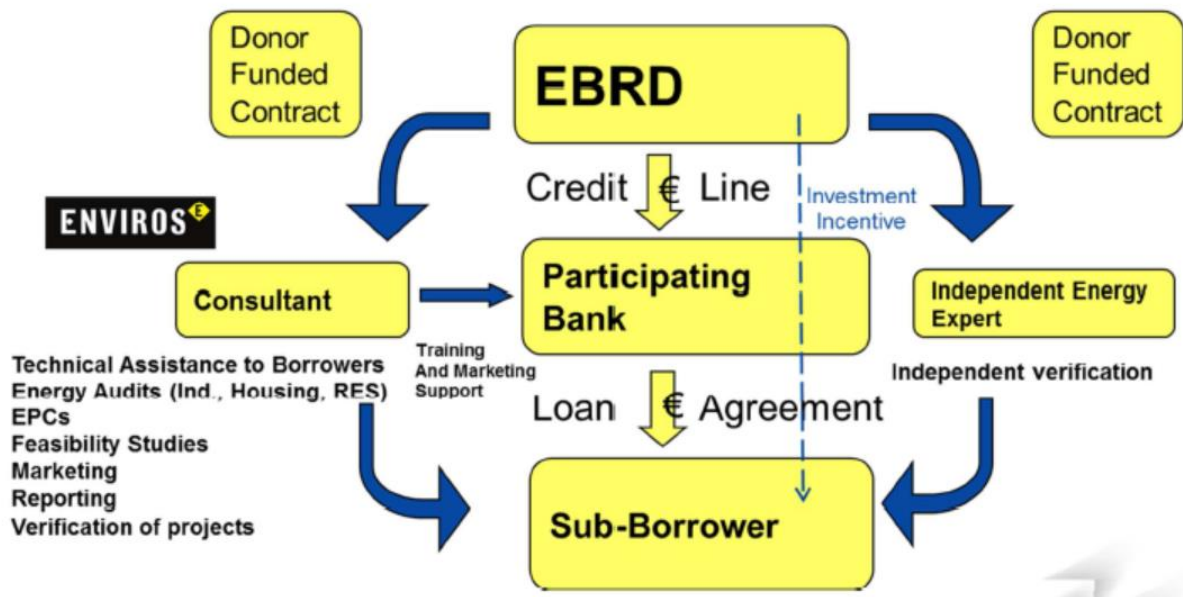 Donor
Funded
Contract
EBRD
Donor
Funded
Contract
Credit € Line
Investment
Incentive
ENVIROS E
Consultant
Participating
Bank
Independent Energy
Expert
Technical Assistance to Borrowers
Energy Audits (Ind., Housing, RES)
EPCs
Feasibility Studies
Marketing
Reporting
Verification of projects
Training
And Marketing
Support
Independent verification
Loan € Agreement
Sub-Borrower